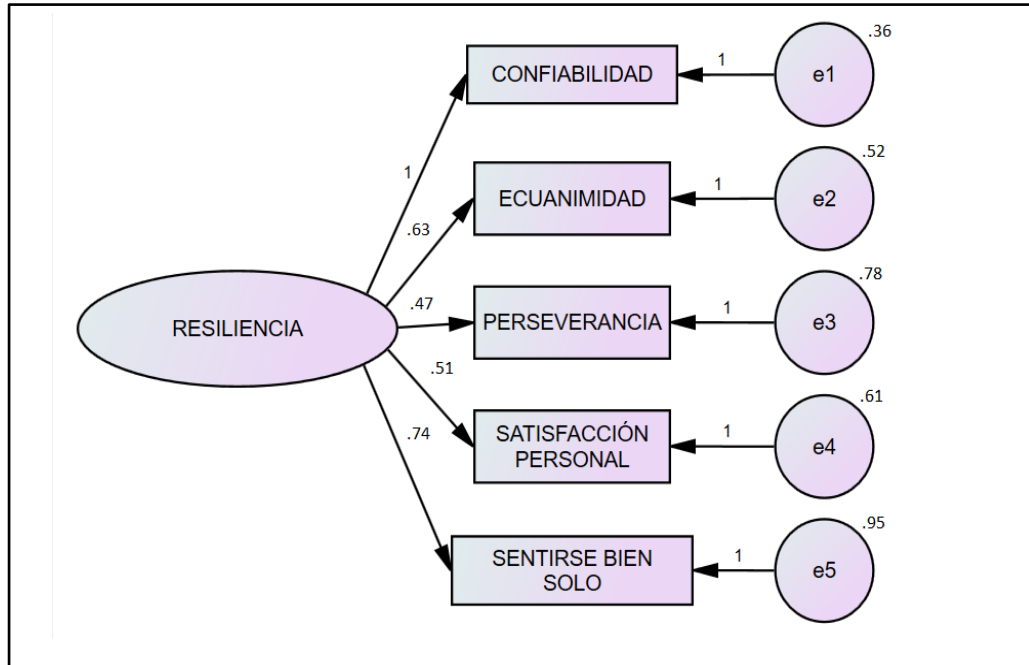 .36
CONFIABILIDAD
1
e1
1
.52
ECUANIMIDAD
1
e2
.63
.78
RESILIENCIA
.47
PERSEVERANCIA
1
e3
.51
.61
SATISFACCIÓN
PERSONAL
1
e4
.74
.95
SENTIRSE BIEN
SOLO
1
e5